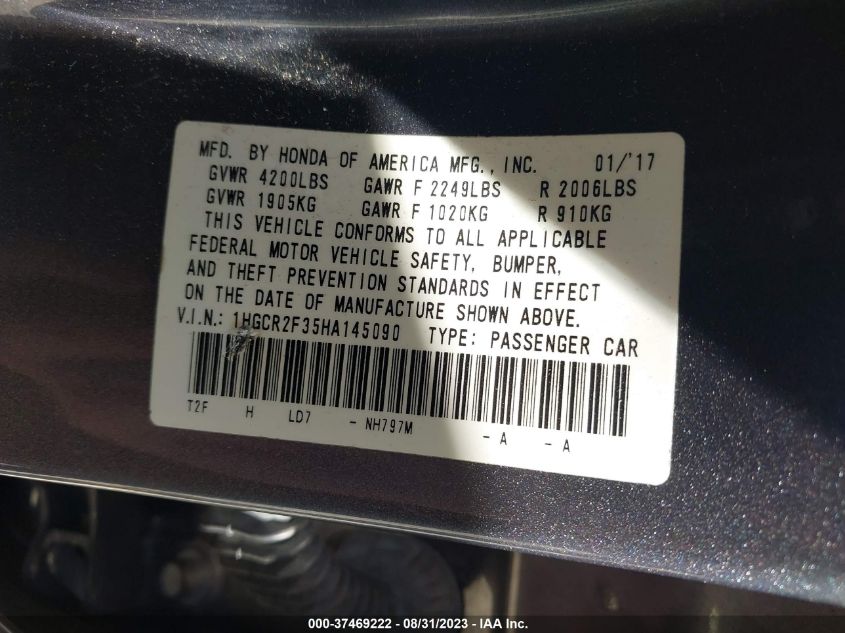 MFD. BY HONDA OF AMERICA MFG., INC. 01/'17
GVWR 4200LBS GAWR F 2249LBS R 2006LBS
GVWR 1905KG GAWR F 1020KG R 910KG
THIS VEHICLE CONFORMS TO ALL APPLICABLE
FEDERAL MOTOR VEHICLE SAFETY, BUMPER,
AND THEFT PREVENTION STANDARDS IN EFFECT
ON THE DATE OF MANUFACTURE SHOWN ABOVE.
V.I.N.: 1HGCR2F35HA145090 TYPE: PASSENGER CAR
T2F H LD7 - NH797M - A - A
000-37469222 - 08/31/2023 - © IAA Inc.